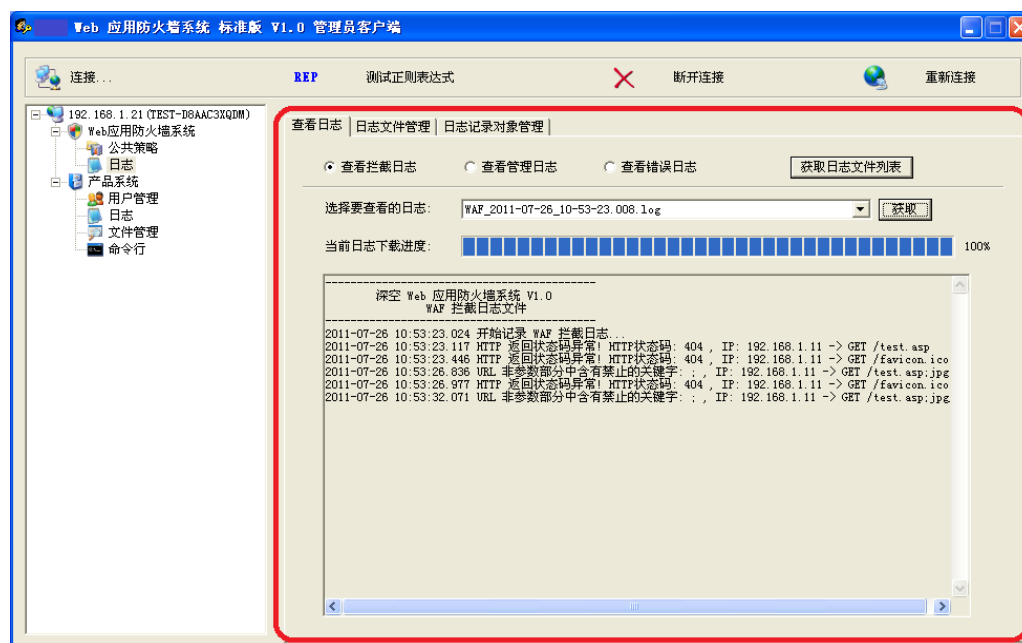 Web 应用防火墙系统 标准版 V1.0 管理员客户端
连接... REP 测试正则表达式 断开连接 重新连接
192.168.1.21(TEST-D8AAC3XQDM)
Web应用防火墙系统
公共策略
日志
产品系统
用户管理
日志
文件管理
命令行
查看日志 日志文件管理 日志记录对象管理
查看拦截日志 查看管理日志 查看错误日志 获取日志文件列表
选择要查看的日志: WAF_2011-07-26_10-53-23.008.log 获取
当前日志下载进度: 100%
-------------------------------------------
深空 Web 应用防火墙系统 V1.0
WAF 拦截日志文件
-------------------------------------------
2011-07-26 10:53:23.024 开始记录 WAF 拦截日志...
2011-07-26 10:53:23.117 HTTP 返回状态码异常! HTTP状态码: 404 , IP: 192.168.1.11 -> GET /test.asp
2011-07-26 10:53:23.446 HTTP 返回状态码异常! HTTP状态码: 404 , IP: 192.168.1.11 -> GET /favicon.ico
2011-07-26 10:53:26.836 URL 非参数部分中含有禁止的关键字: ; , IP: 192.168.1.11 -> GET /test.asp;jpg
2011-07-26 10:53:26.977 HTTP 返回状态码异常! HTTP状态码: 404 , IP: 192.168.1.11 -> GET /favicon.ico
2011-07-26 10:53:32.071 URL 非参数部分中含有禁止的关键字: ; , IP: 192.168.1.11 -> GET /test.asp;jpg